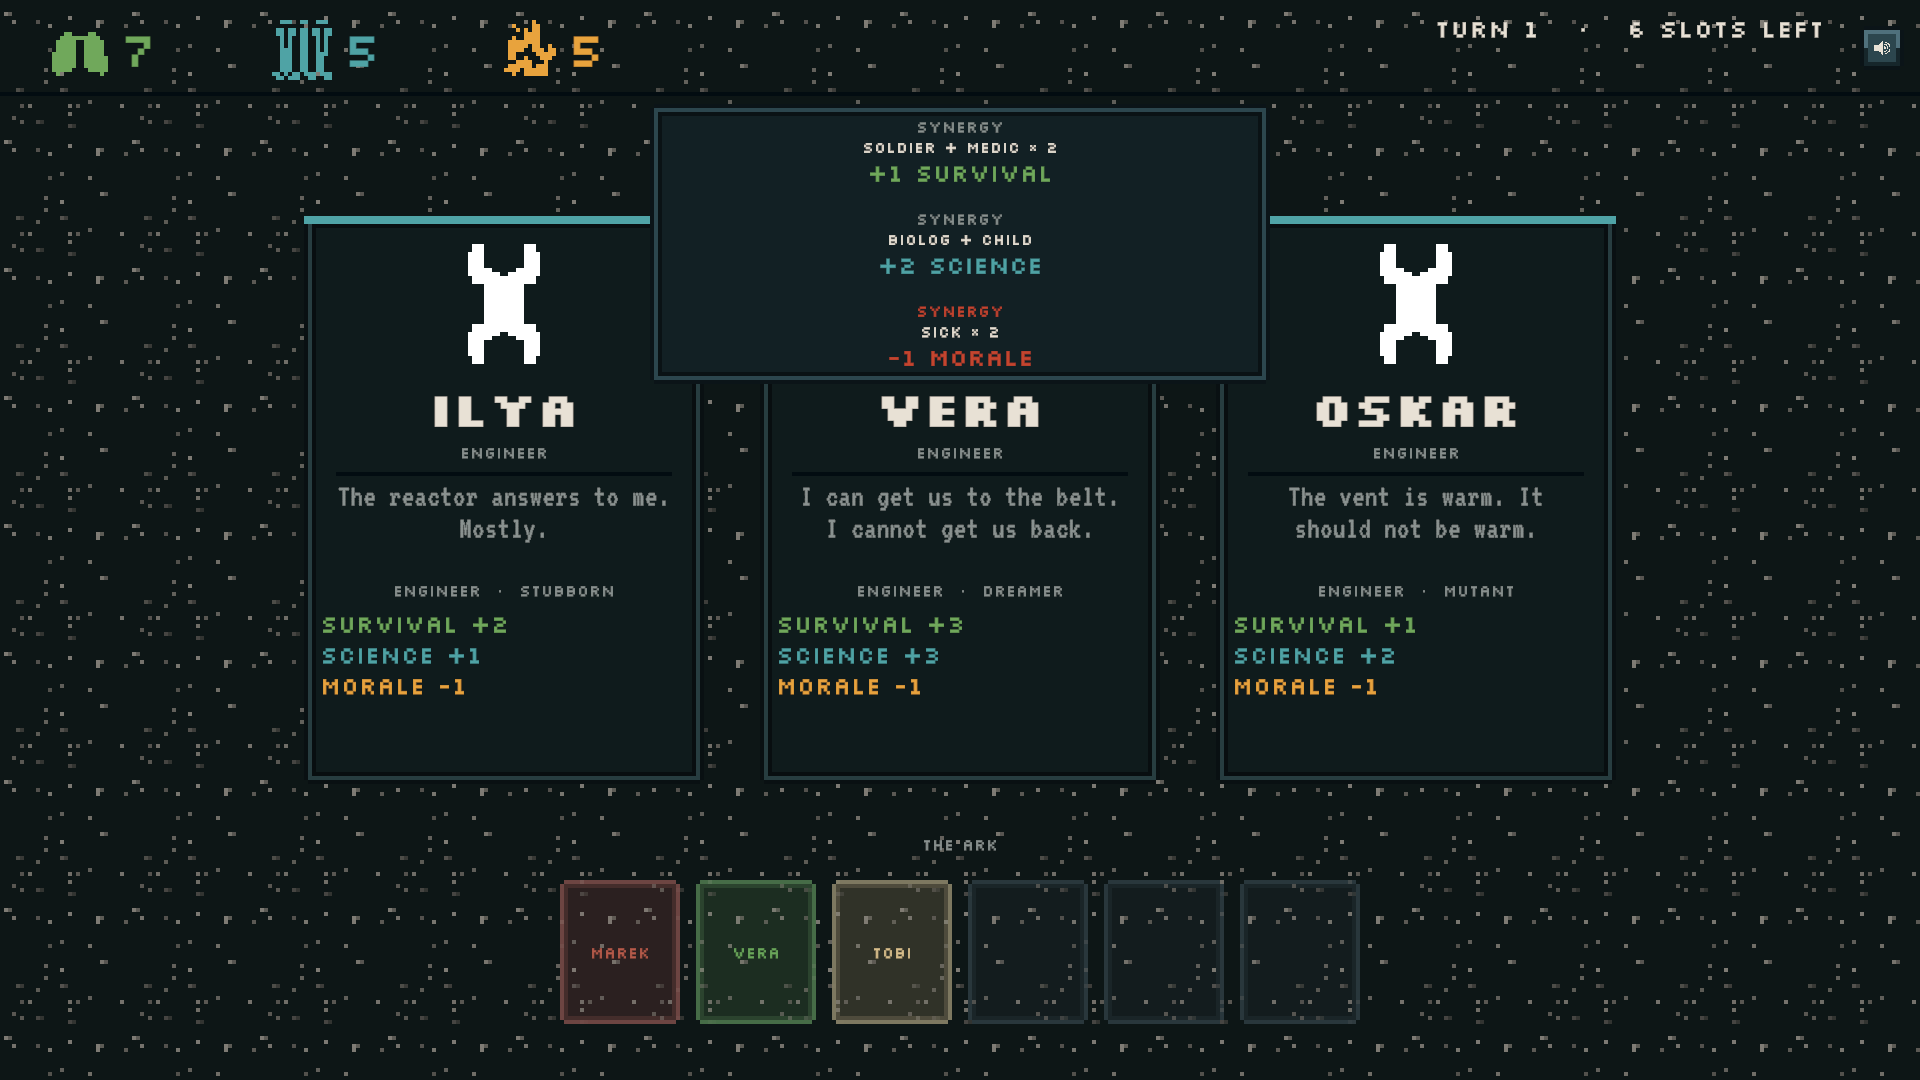 7
5
5
TURN 1 · 6 SLOTS LEFT
SYNERGY
SOLDIER + MEDIC × 2
+1 SURVIVAL
SYNERGY
BIOLOG + CHILD
+2 SCIENCE
SYNERGY
SICK × 2
-1 MORALE
ILYA
ENGINEER
The reactor answers to me.
Mostly.
ENGINEER · STUBBORN
SURVIVAL +2
SCIENCE +1
MORALE -1
VERA
ENGINEER
I can get us to the belt.
I cannot get us back.
ENGINEER · DREAMER
SURVIVAL +3
SCIENCE +3
MORALE -1
OSKAR
ENGINEER
The vent is warm. It
should not be warm.
ENGINEER · MUTANT
SURVIVAL +1
SCIENCE +2
MORALE -1
THE ARK
MAREK
VERA
TOBI